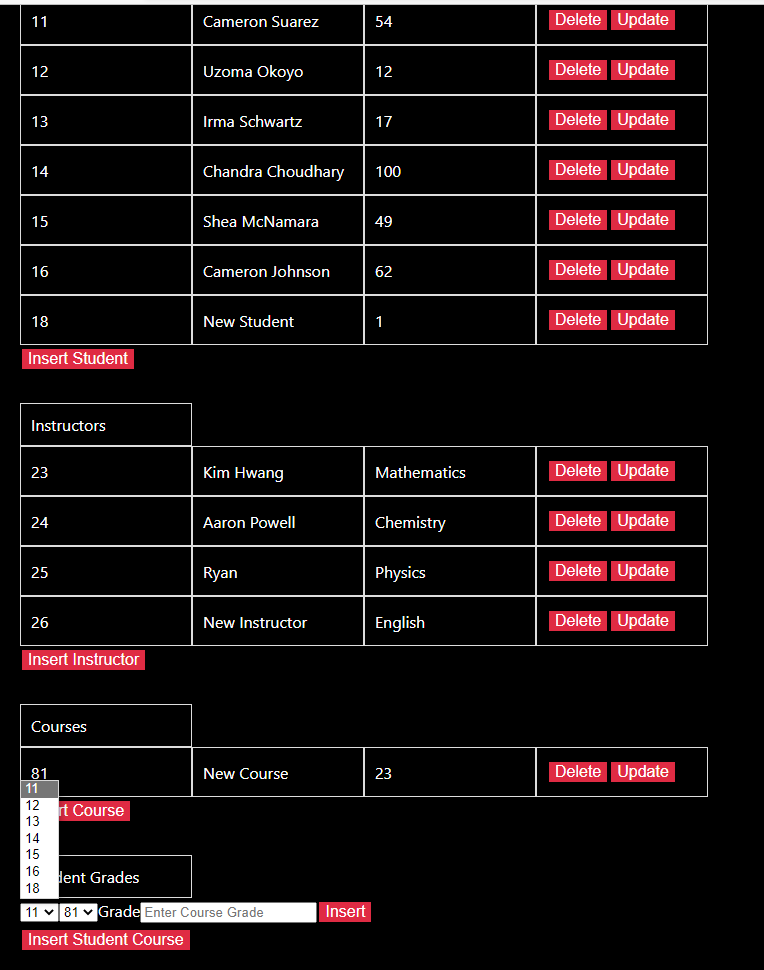 11 Cameron Suarez 54 Delete Update
12 Uzoma Okoyo 12 Delete Update
13 Irma Schwartz 17 Delete Update
14 Chandra Choudhary 100 Delete Update
15 Shea McNamara 49 Delete Update
16 Cameron Johnson 62 Delete Update
18 New Student 1 Delete Update
Insert Student
Instructors
23 Kim Hwang Mathematics Delete Update
24 Aaron Powell Chemistry Delete Update
25 Ryan Physics Delete Update
26 New Instructor English Delete Update
Insert Instructor
Courses
81 New Course 23 Delete Update
11
12
13
14
15
16
18
rt Course
dent Grades
11 81 Grade Enter Course Grade Insert
Insert Student Course